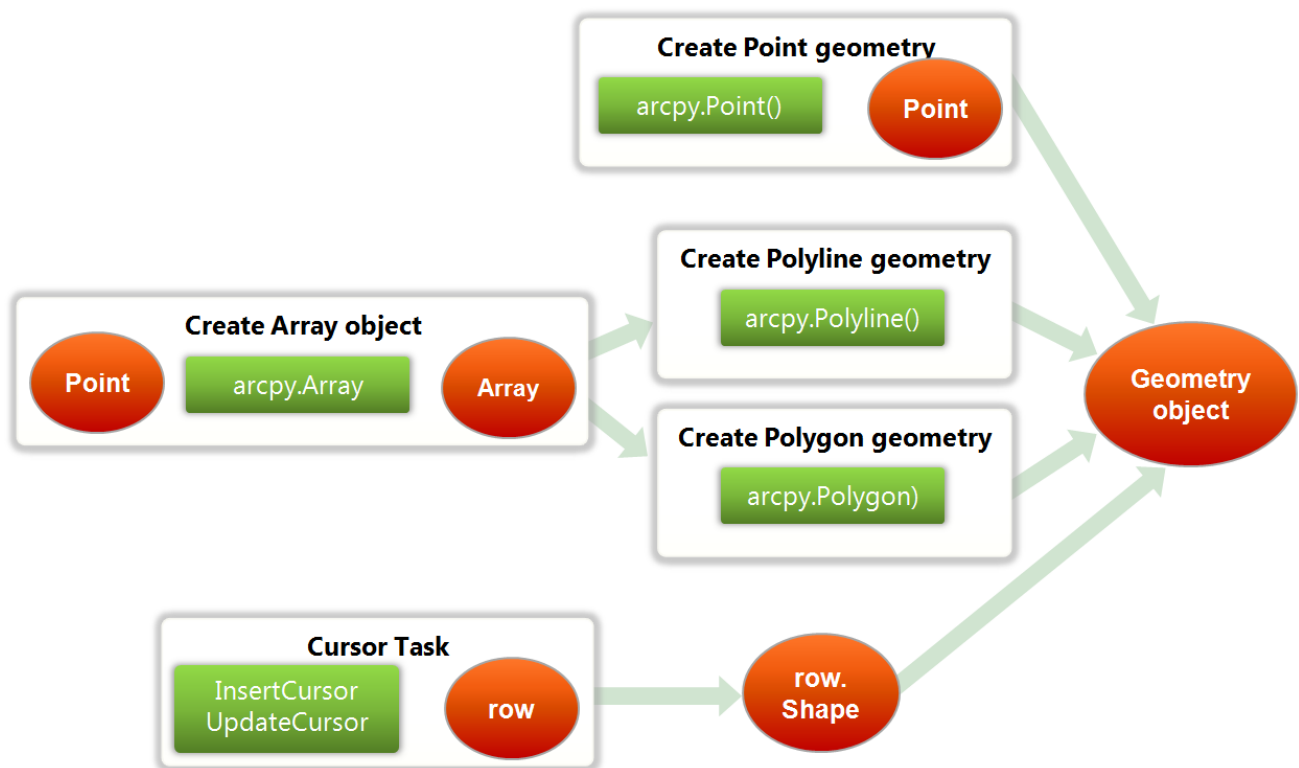 Create Point geometry
arcpy.Point()
Point
Create Polyline geometry
arcpy.Polyline()
Create Array object
Point
arcpy.Array
Array
Geometry
object
Create Polygon geometry
arcpy.Polygon)
Cursor Task
InsertCursor
UpdateCursor
row
row.
Shape